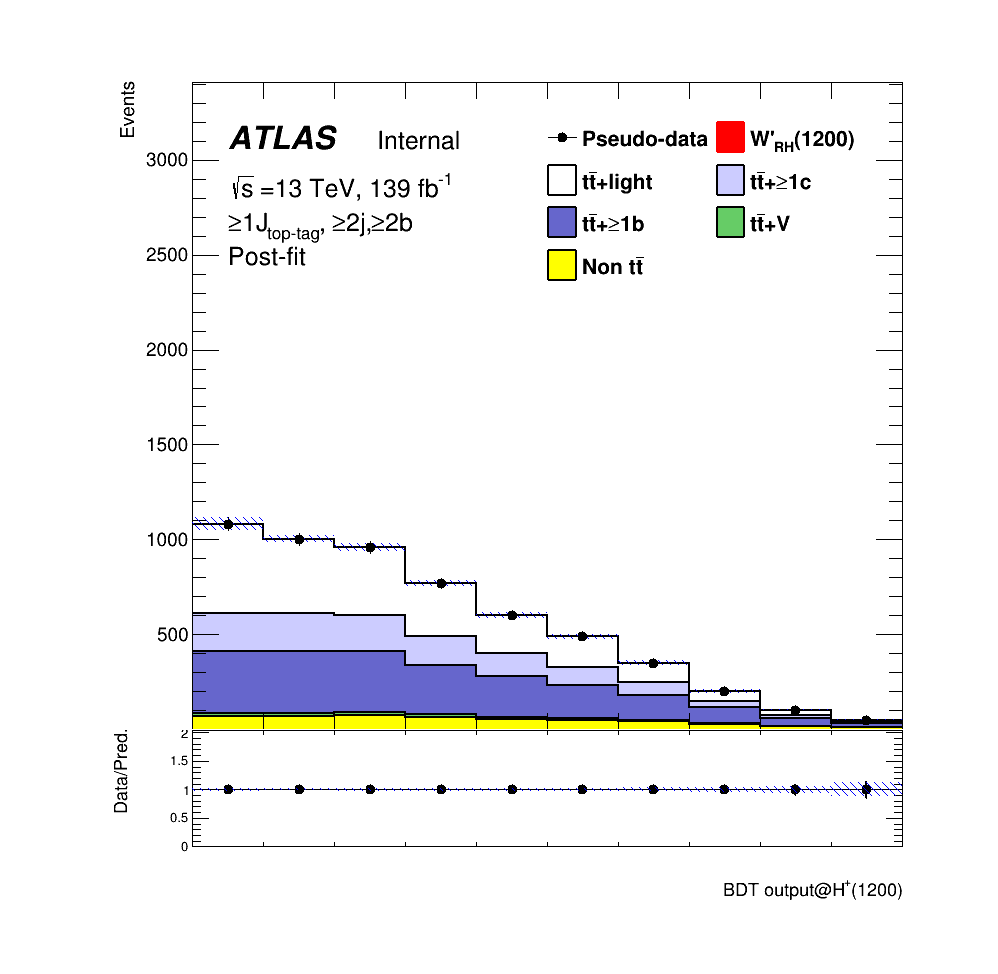 Events
3000
2500
2000
1500
1000
500
ATLAS Internal
√s =13 TeV, 139 fb⁻¹
≥1J_top-tag, ≥2j,≥2b
Post-fit
Pseudo-data W'_RH(1200)
tt̄+light tt̄+≥1c
tt̄+≥1b tt̄+V
Non tt̄
Data/Pred.
2
1.5
1
0.5
0
BDT output@H⁺(1200)